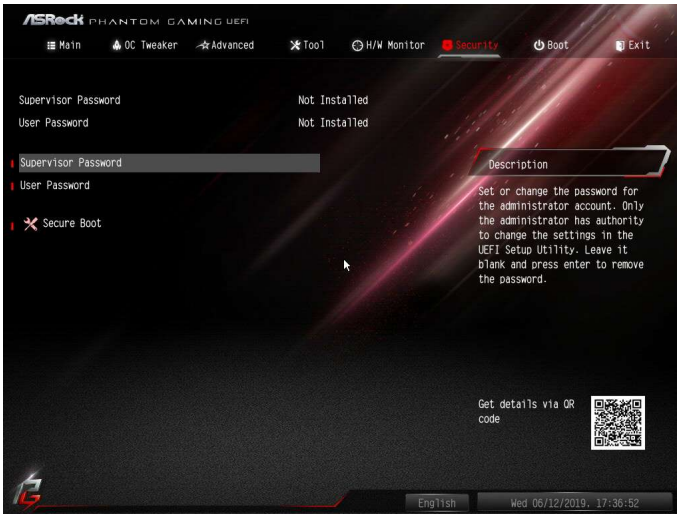 ASRock PHANTOM GAMING UEFI
Main OC Tweaker Advanced Tool H/W Monitor Security Boot Exit
Supervisor Password Not Installed
User Password Not Installed
Supervisor Password
User Password
Secure Boot
Description
Set or change the password for
the administrator account. Only
the administrator has authority
to change the settings in the
UEFI Setup Utility. Leave it
blank and press enter to remove
the password.
Get details via QR
code
English Wed 06/12/2019. 17:36:52